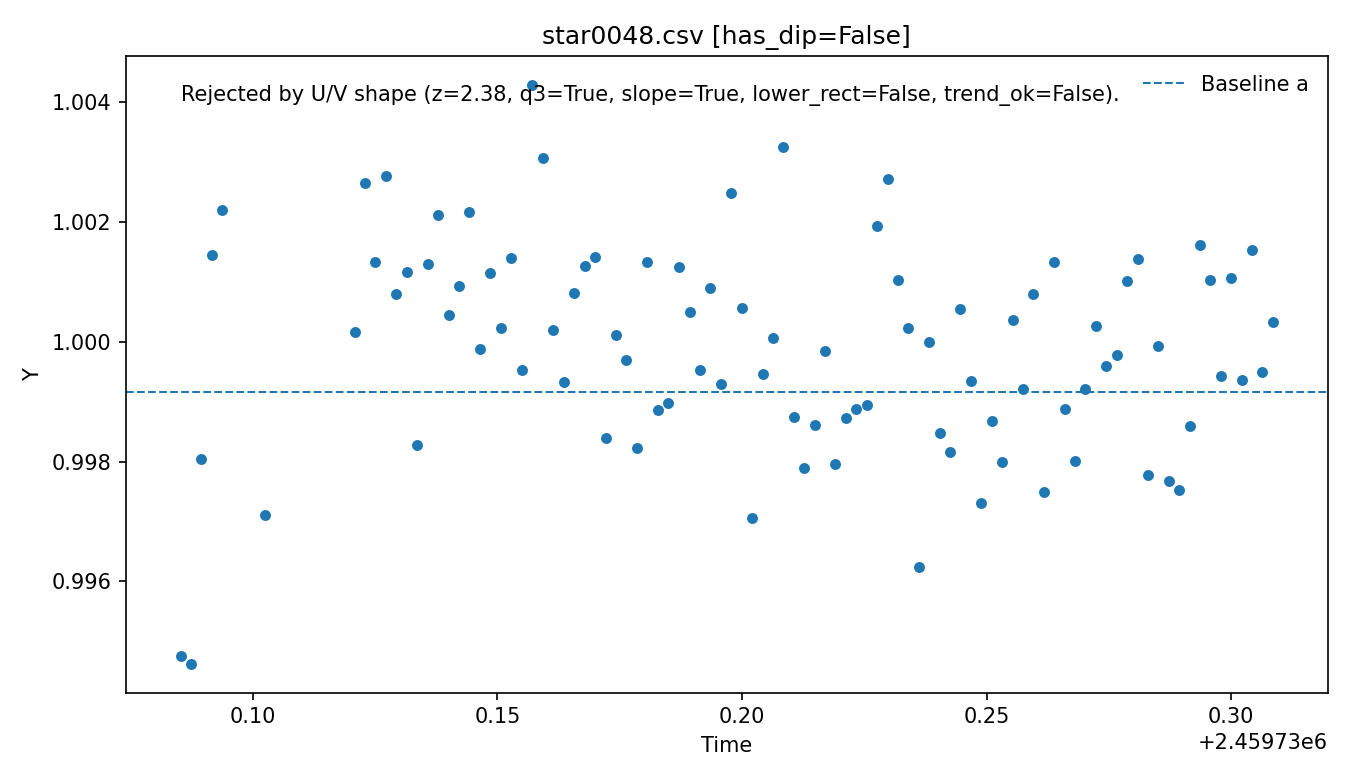 star0048.csv [has_dip=False]
Rejected by U/V shape (z=2.38, q3=True, slope=True, lower_rect=False, trend_ok=False).
Baseline a
1.004
1.002
1.000
0.998
0.996
Y
0.10 0.15 0.20 0.25 0.30
Time
+2.45973e6